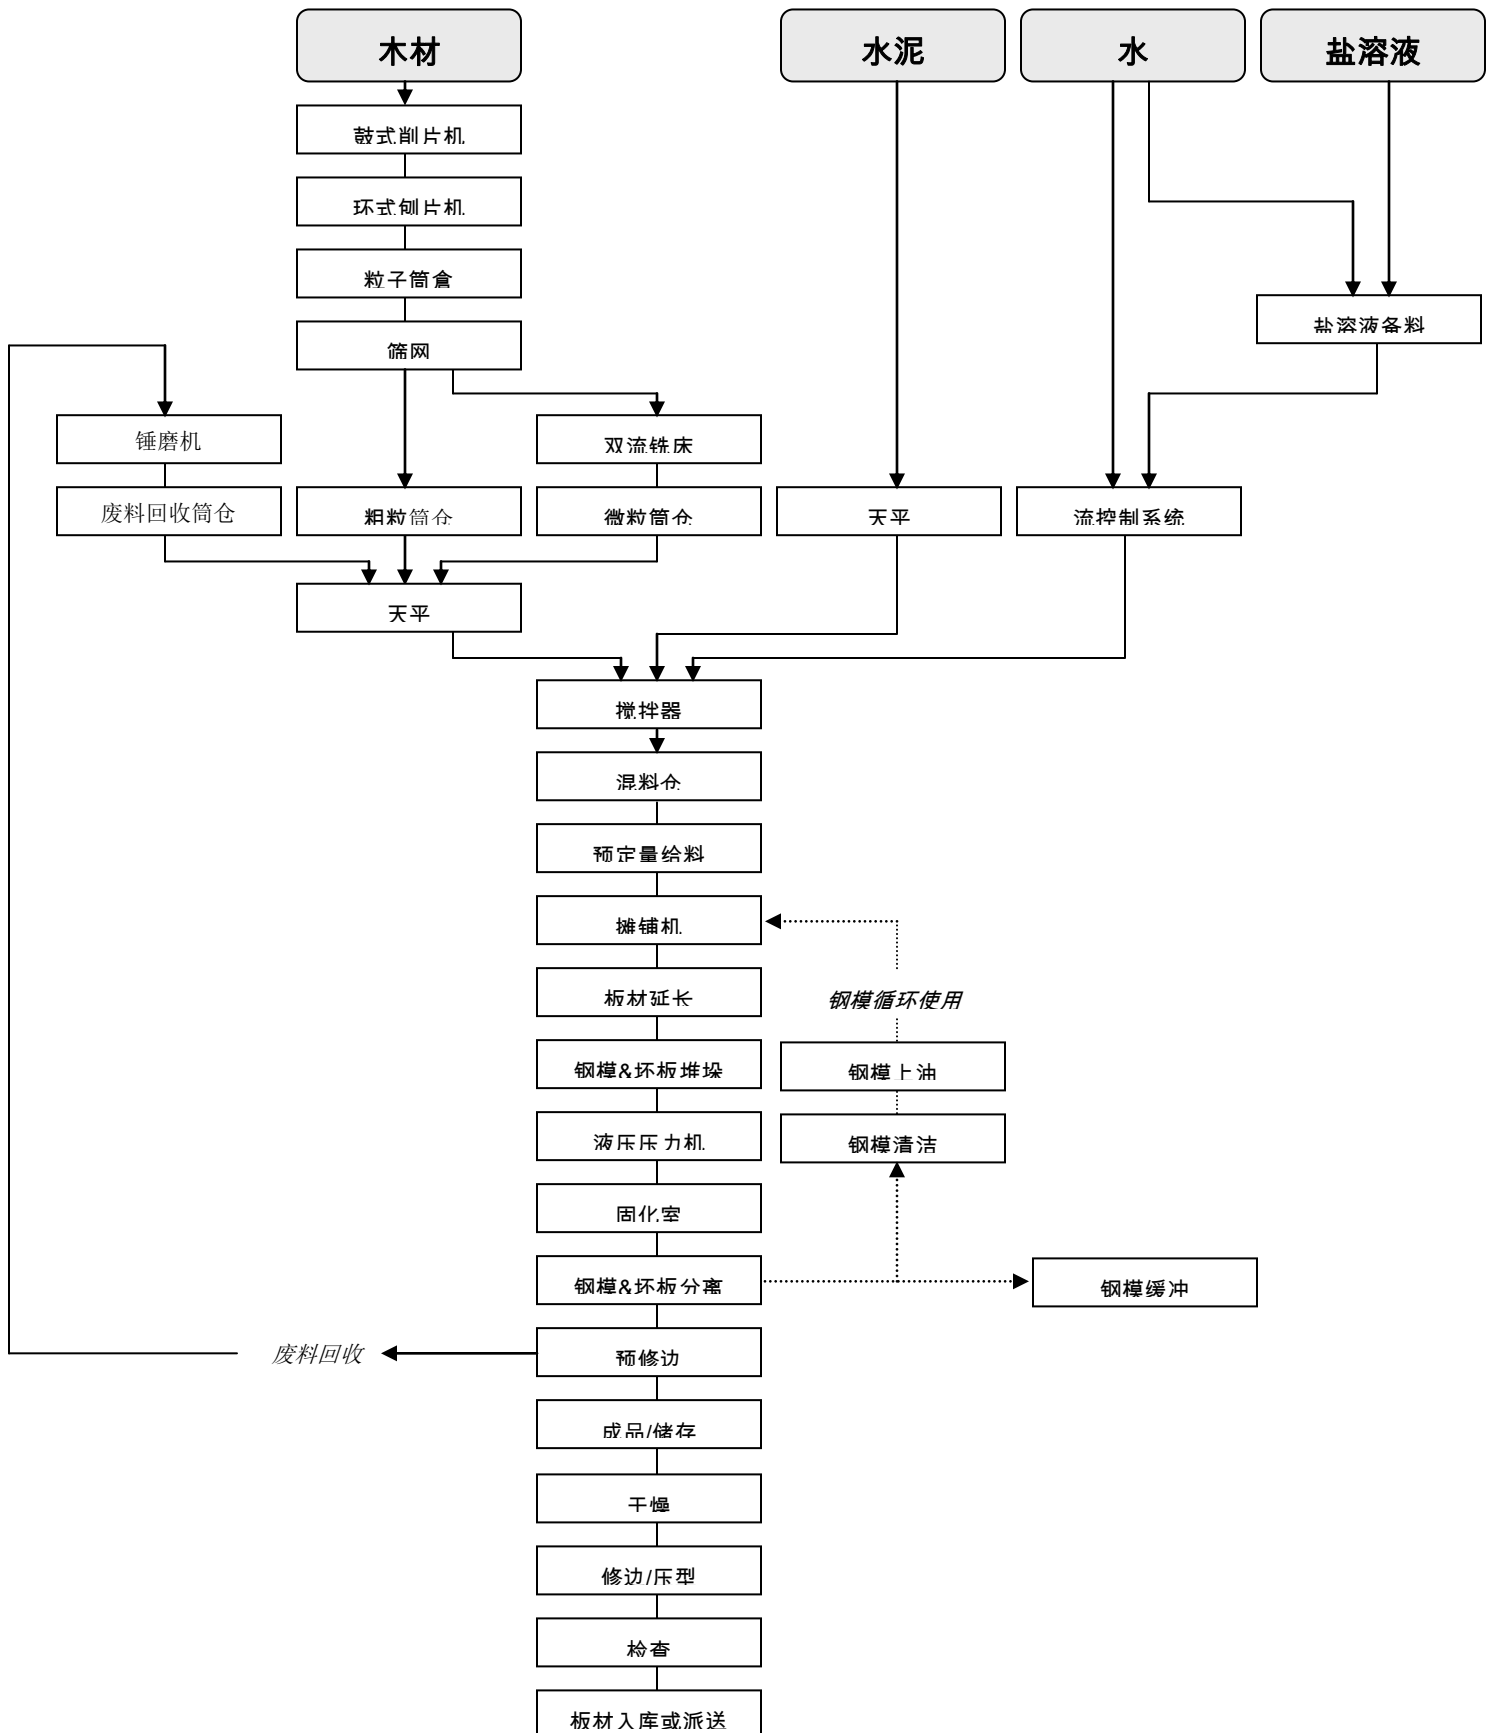 木材
水泥
水
盐溶液
鼓式削片机
环式刨片机
粒子筒倉
盐溶液备料
筛网
锤磨机
双流铣床
废料回收筒仓
粗粒筒仓
微粒筒仓
天平
流控制系统
天平
搅拌器
混料仓
预定量给料
摊铺机
板材延长
钢模循环使用
钢模&坯板堆垛
钢模上油
液压压力机
钢模清洁
固化室
钢模&坯板分离
钢模缓冲
废料回收
预修边
成品/储存
干燥
修边/压型
检查
板材入库或派送